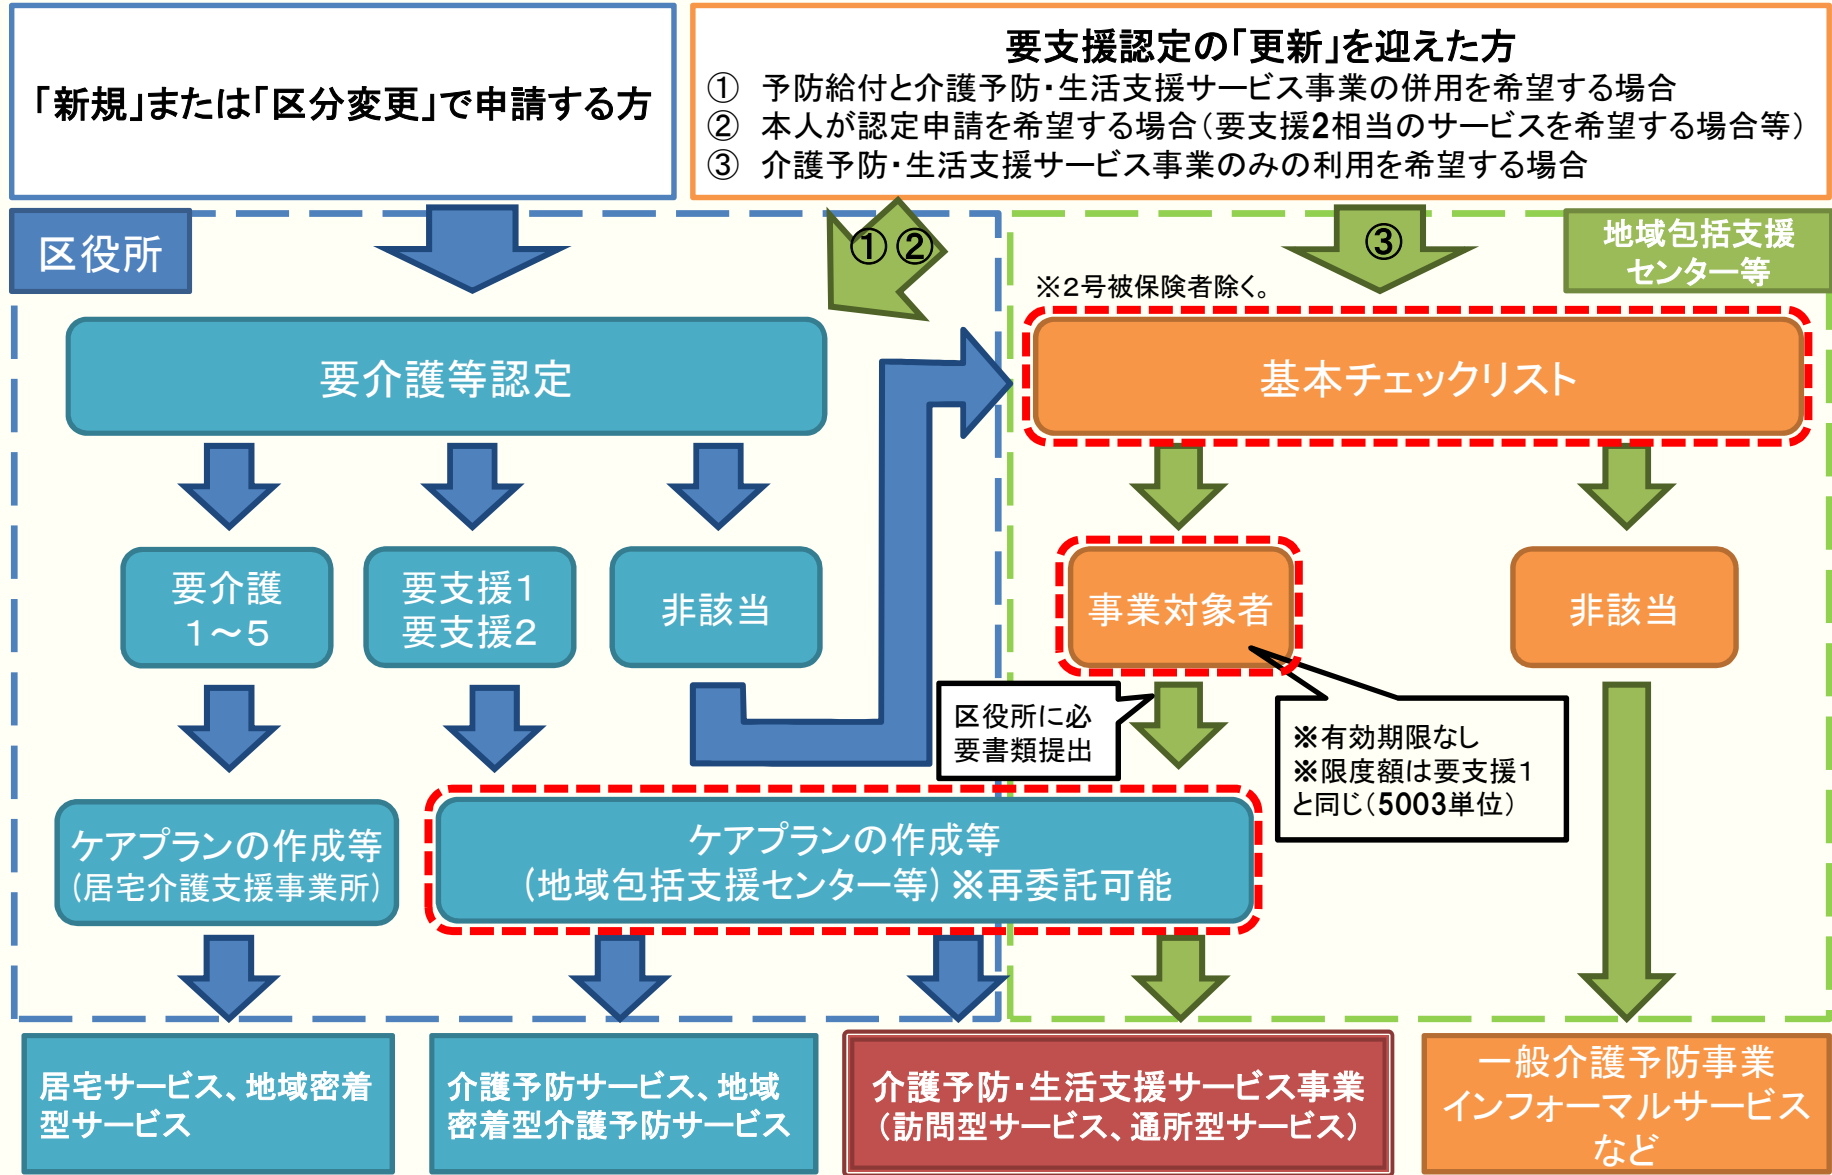 「新規」または「区分変更」で申請する方
要支援認定の「更新」を迎えた方
① 予防給付と介護予防・生活支援サービス事業の併用を希望する場合
② 本人が認定申請を希望する場合(要支援2相当のサービスを希望する場合等)
③ 介護予防・生活支援サービス事業のみの利用を希望する場合
区役所
①②
③
地域包括支援
センター等
※2号被保険者除く。
要介護等認定
基本チェックリスト
要介護
1～5
要支援1
要支援2
非該当
事業対象者
非該当
区役所に必
要書類提出
※有効期限なし
※限度額は要支援1
と同じ(5003単位)
ケアプランの作成等
(居宅介護支援事業所)
ケアプランの作成等
(地域包括支援センター等)※再委託可能
居宅サービス、地域密着
型サービス
介護予防サービス、地域
密着型介護予防サービス
介護予防・生活支援サービス事業
(訪問型サービス、通所型サービス)
一般介護予防事業
インフォーマルサービス
など